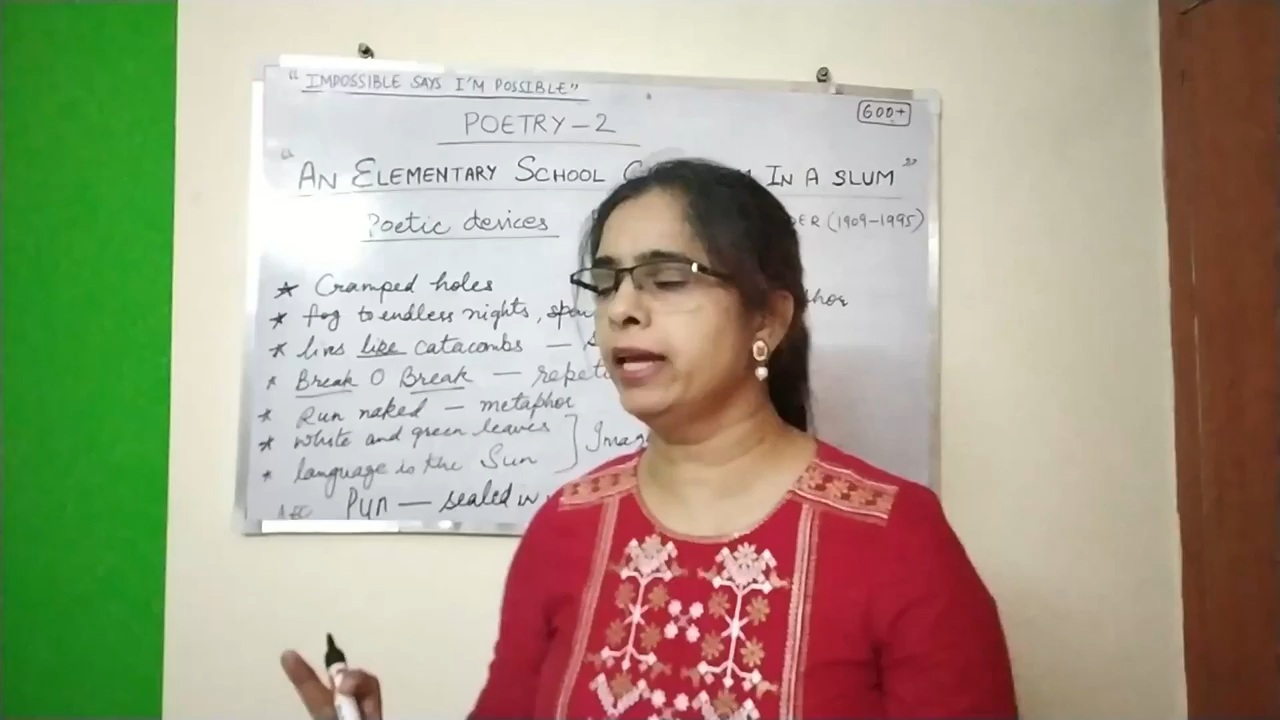 "IMPOSSIBLE SAYS I'M POSSIBLE"
600+
POETRY-2
"AN ELEMENTARY SCHOOL IN A SLUM"
Poetic devices (1909-1995)
* Cramped holes
* fog to endless nights,
* lives like catacombs —
* Break O Break —
* Run naked — metaphor
* White and green leaves
* language is the Sun
Pun — sealed in